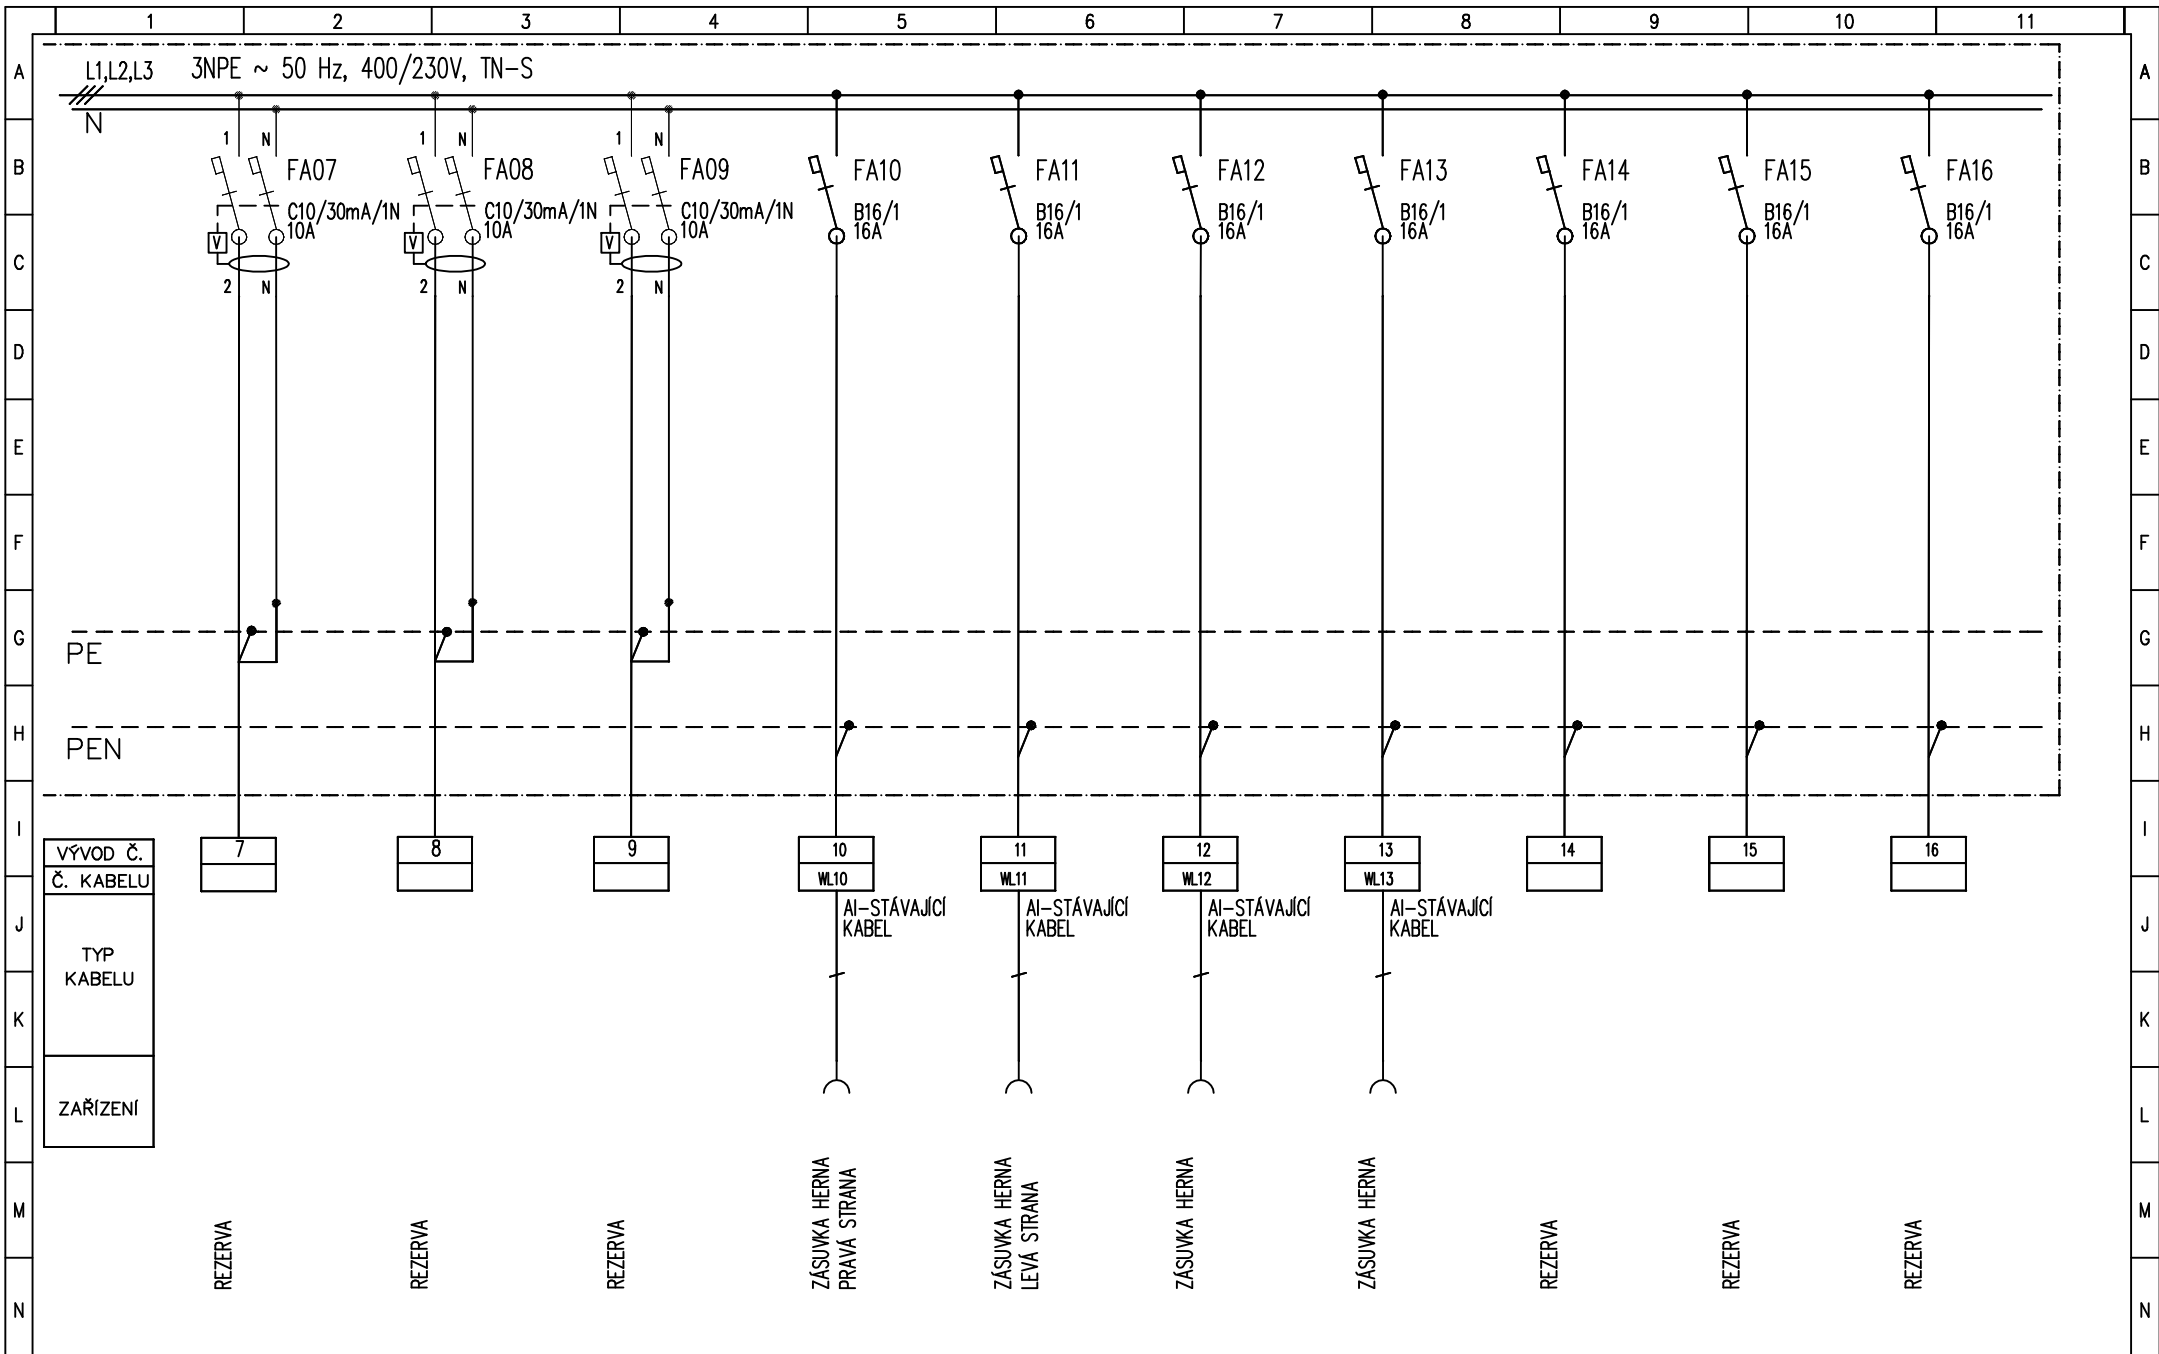 1 2 3 4 5 6 7 8 9 10 11
A A
L1,L2,L3 3NPE ~ 50 Hz, 400/230V, TN-S
N
1 N 1 N 1 N
B B
FA07 FA08 FA09 FA10 FA11 FA12 FA13 FA14 FA15 FA16
C10/30mA/1N C10/30mA/1N C10/30mA/1N B16/1 B16/1 B16/1 B16/1 B16/1 B16/1 B16/1
10A 10A 10A 16A 16A 16A 16A 16A 16A 16A
V V V
C C
2 N 2 N 2 N
D D
E E
F F
G G
PE
H H
PEN
I I
VÝVOD Č. 7 8 9 10 11 12 13 14 15 16
Č. KABELU WL10 WL11 WL12 WL13
J J
AI-STÁVAJÍCÍ AI-STÁVAJÍCÍ AI-STÁVAJÍCÍ AI-STÁVAJÍCÍ
KABEL KABEL KABEL KABEL
TYP
KABELU
K K
L L
ZAŘÍZENÍ
M M
REZERVA
REZERVA
REZERVA
ZÁSUVKA HERNA
PRAVÁ STRANA
ZÁSUVKA HERNA
LEVÁ STRANA
ZÁSUVKA HERNA
ZÁSUVKA HERNA
REZERVA
REZERVA
REZERVA
N N